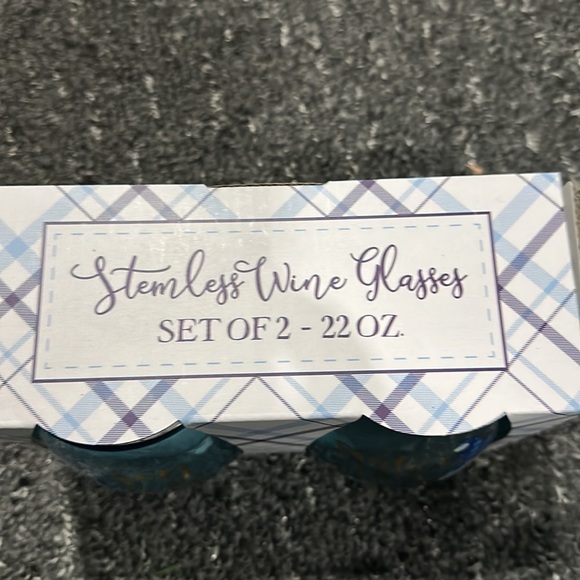 Stemless Wine Glasses
SET OF 2 - 22 OZ.